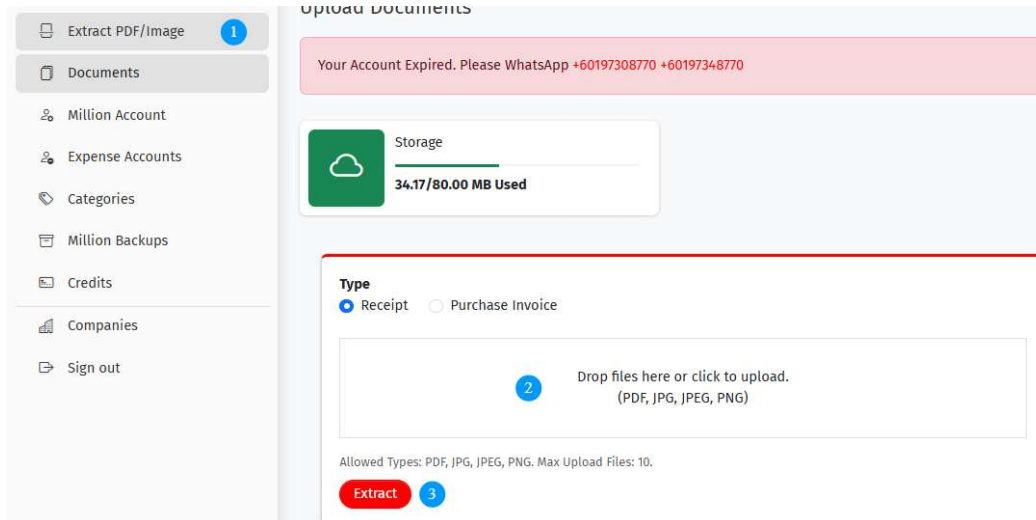 Upload Documents
Extract PDF/Image
1
Documents
Million Account
Expense Accounts
Categories
Million Backups
Credits
Companies
Sign out
Your Account Expired. Please WhatsApp +60197308770 +60197348770
Storage
34.17/80.00 MB Used
Type
Receipt
Purchase Invoice
2
Drop files here or click to upload.
(PDF, JPG, JPEG, PNG)
Allowed Types: PDF, JPG, JPEG, PNG. Max Upload Files: 10.
Extract
3